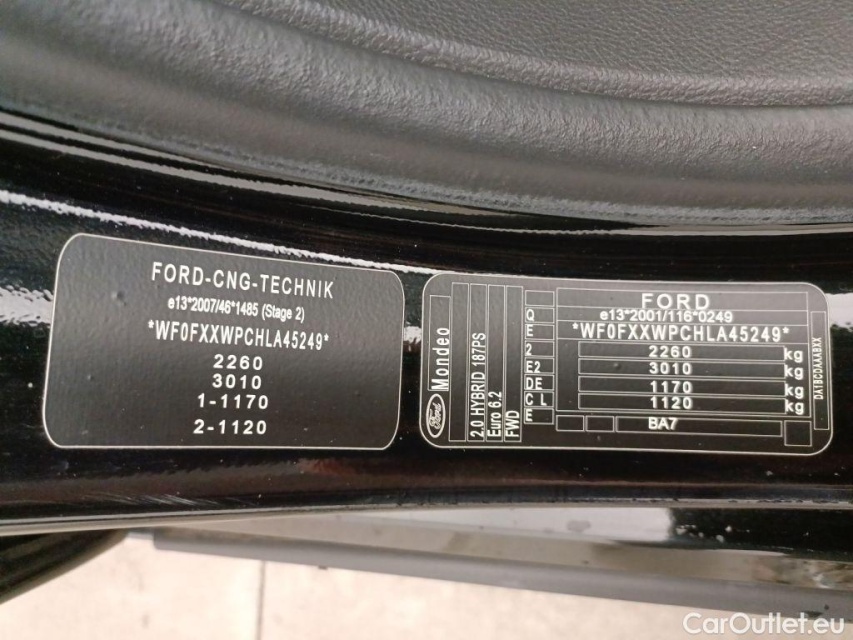 FORD-CNG-TECHNIK
e13*2007/46*1485 (Stage 2)
*WF0FXXWPCHLA45249*
2260
3010
1-1170
2-1120
Ford
Mondeo
2.0 HYBRID 187PS
Euro 6.2
FWD
Q
E
2
E2
DE
C L
E
FORD
e13*2001/116*0249
*WF0FXXWPCHLA45249*
2260 kg
3010 kg
1170 kg
1120 kg
BA7
DA1BCDAAABXX
CarOutlet.eu